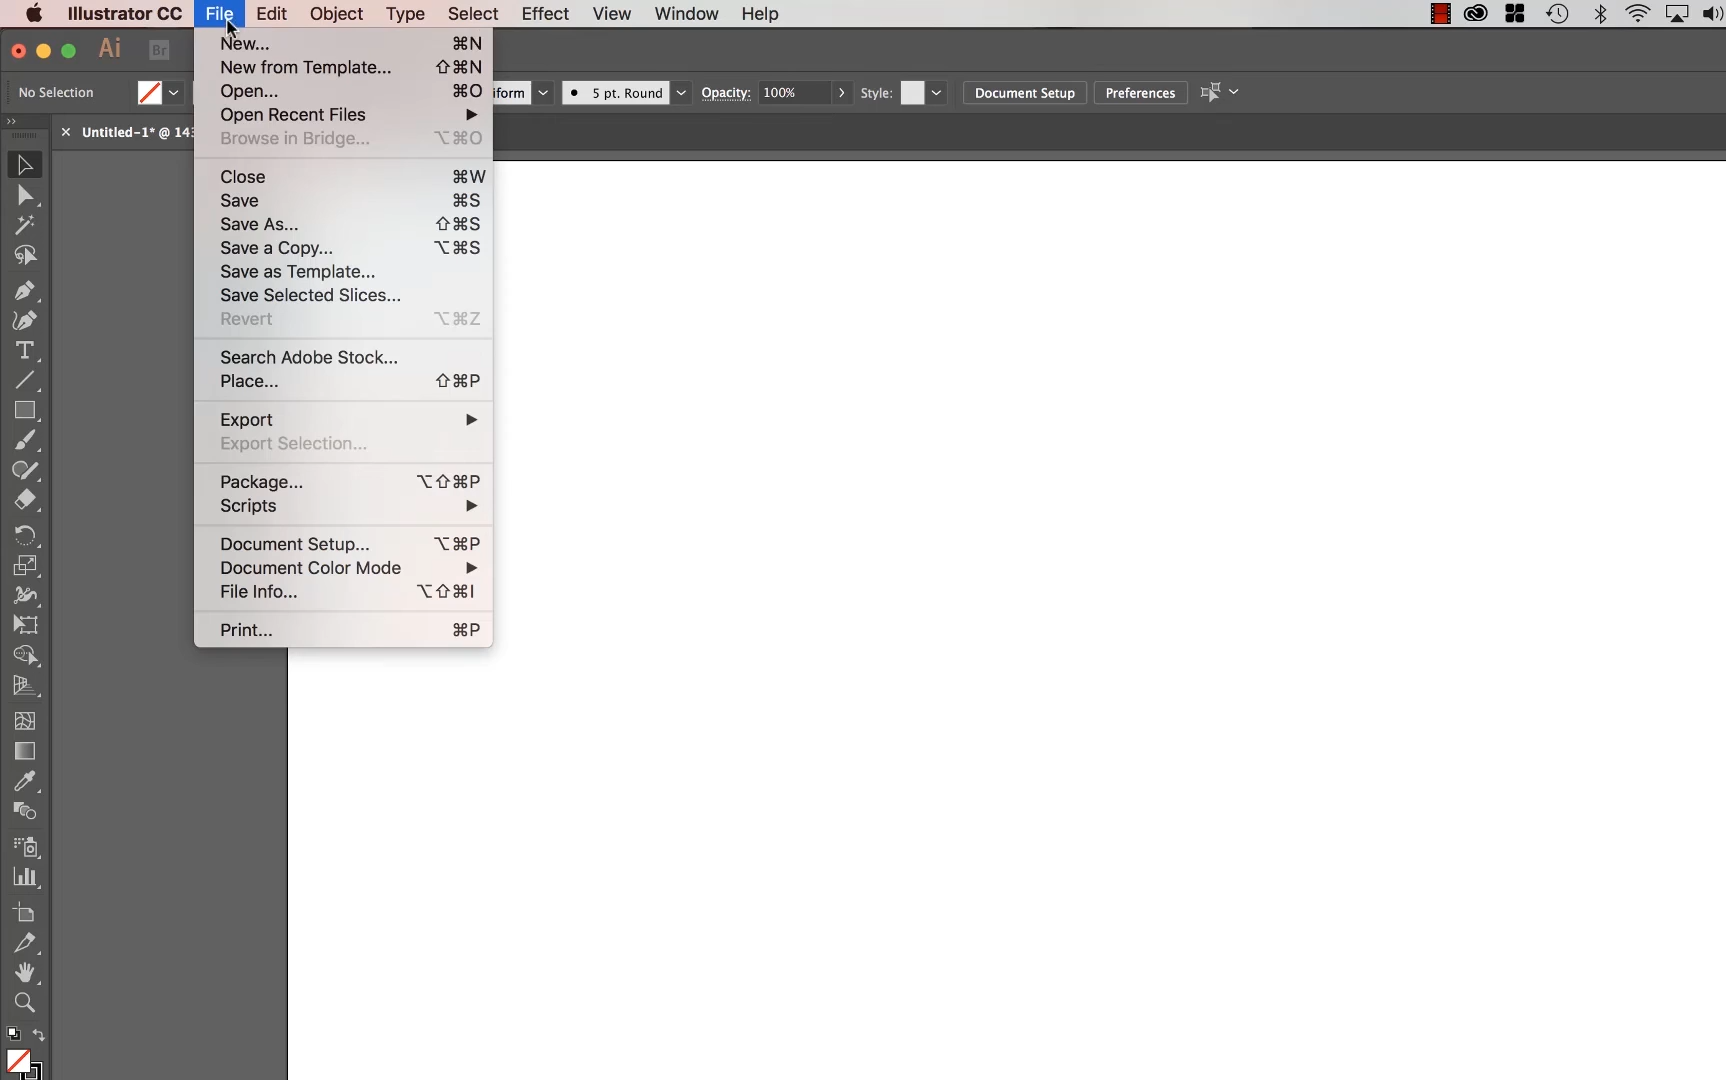 Illustrator CC File Edit Object Type Select Effect View Window Help
Ai Br
No Selection
form 5 pt. Round Opacity: 100% Style: Document Setup Preferences
× Untitled-1* @ 143
New... ⌘N
New from Template... ⇧⌘N
Open... ⌘O
Open Recent Files ▶
Browse in Bridge... ⌥⌘O
Close ⌘W
Save ⌘S
Save As... ⇧⌘S
Save a Copy... ⌥⌘S
Save as Template...
Save Selected Slices...
Revert ⌥⌘Z
Search Adobe Stock...
Place... ⇧⌘P
Export ▶
Export Selection...
Package... ⌥⇧⌘P
Scripts ▶
Document Setup... ⌥⌘P
Document Color Mode ▶
File Info... ⌥⇧⌘I
Print... ⌘P